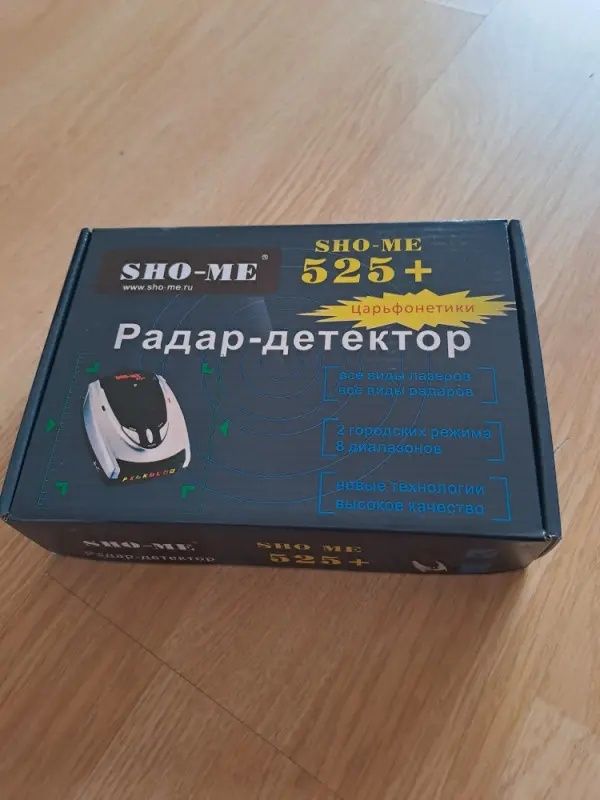 SHO-ME®
www.sho-me.ru
SHO-ME
525+
царьфонетики
Радар-детектор
все виды лазеров
все виды радаров
2 городских режима
8 диапазонов
новые технологии
высокое качество
SHO-ME
Радар-детектор
SHO ME
525+